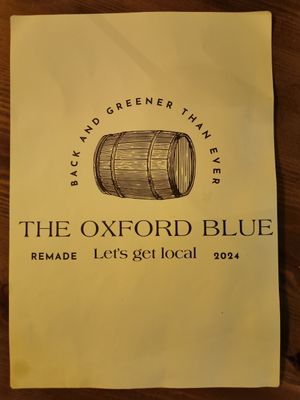 BACK AND GREENER THAN EVER
THE OXFORD BLUE
REMADE Let's get local 2024